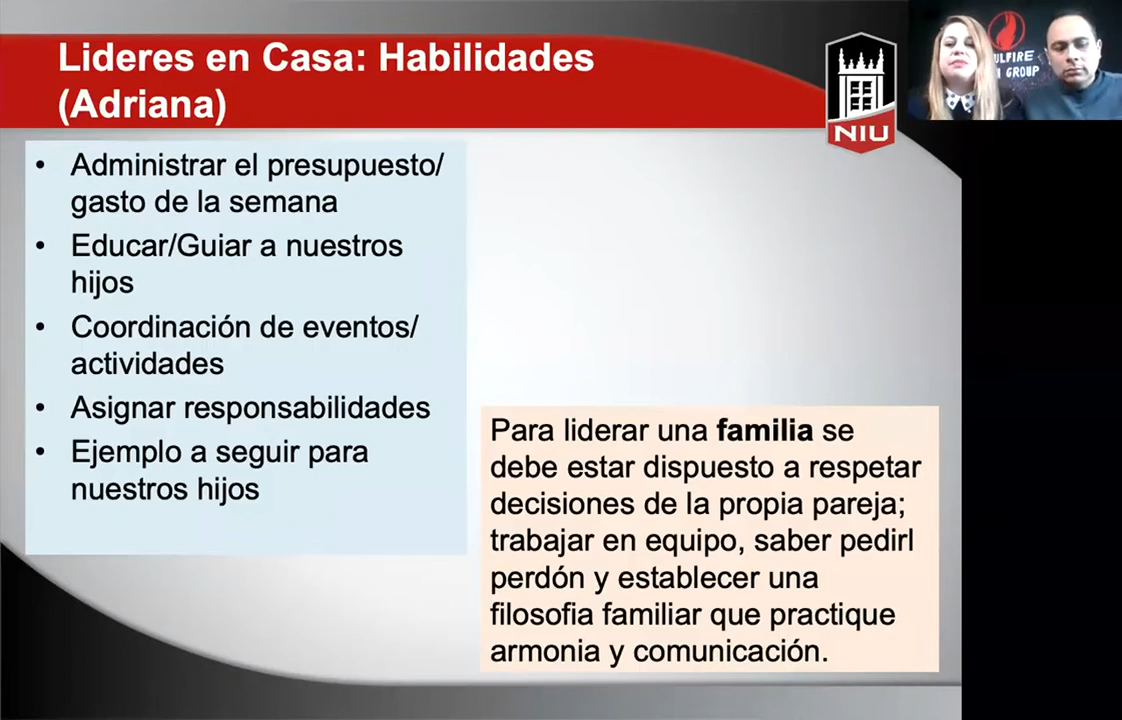 Lideres en Casa: Habilidades
(Adriana)
NIU
ULFIRE
GROUP
• Administrar el presupuesto/
gasto de la semana
• Educar/Guiar a nuestros
hijos
• Coordinación de eventos/
actividades
• Asignar responsabilidades
• Ejemplo a seguir para
nuestros hijos
Para liderar una familia se
debe estar dispuesto a respetar
decisiones de la propia pareja;
trabajar en equipo, saber pedirl
perdón y establecer una
filosofia familiar que practique
armonia y comunicación.